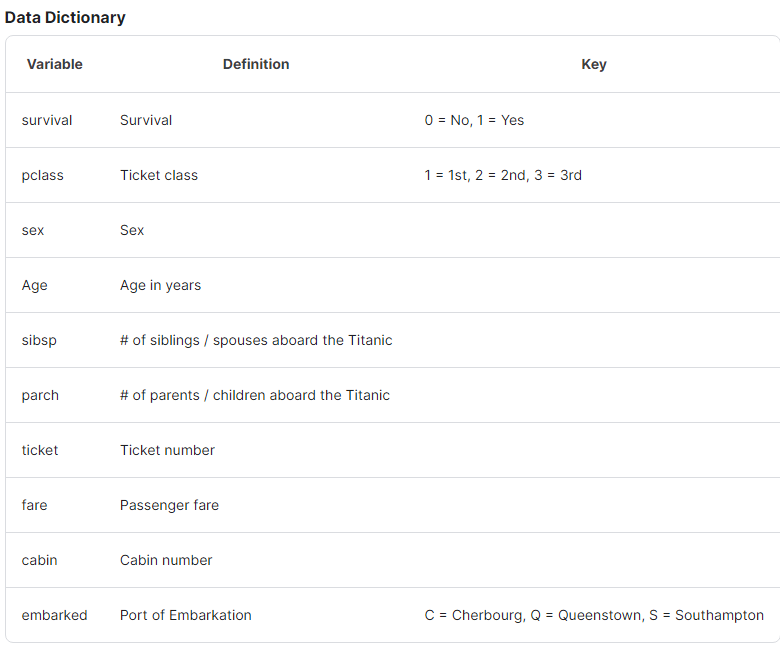 Data Dictionary
Variable Definition Key
survival Survival 0 = No, 1 = Yes
pclass Ticket class 1 = 1st, 2 = 2nd, 3 = 3rd
sex Sex
Age Age in years
sibsp # of siblings / spouses aboard the Titanic
parch # of parents / children aboard the Titanic
ticket Ticket number
fare Passenger fare
cabin Cabin number
embarked Port of Embarkation C = Cherbourg, Q = Queenstown, S = Southampton